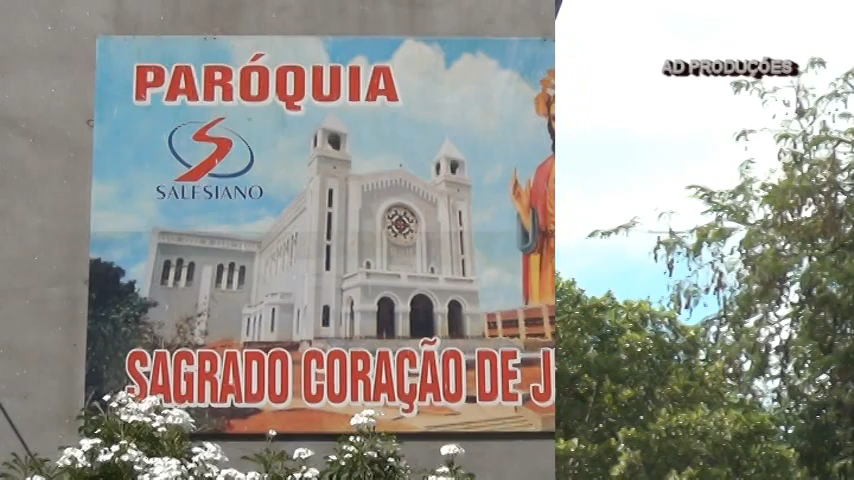 PARÓQUIA
SALESIANO
SAGRADO CORAÇÃO DE J
AD PRODUÇÕES